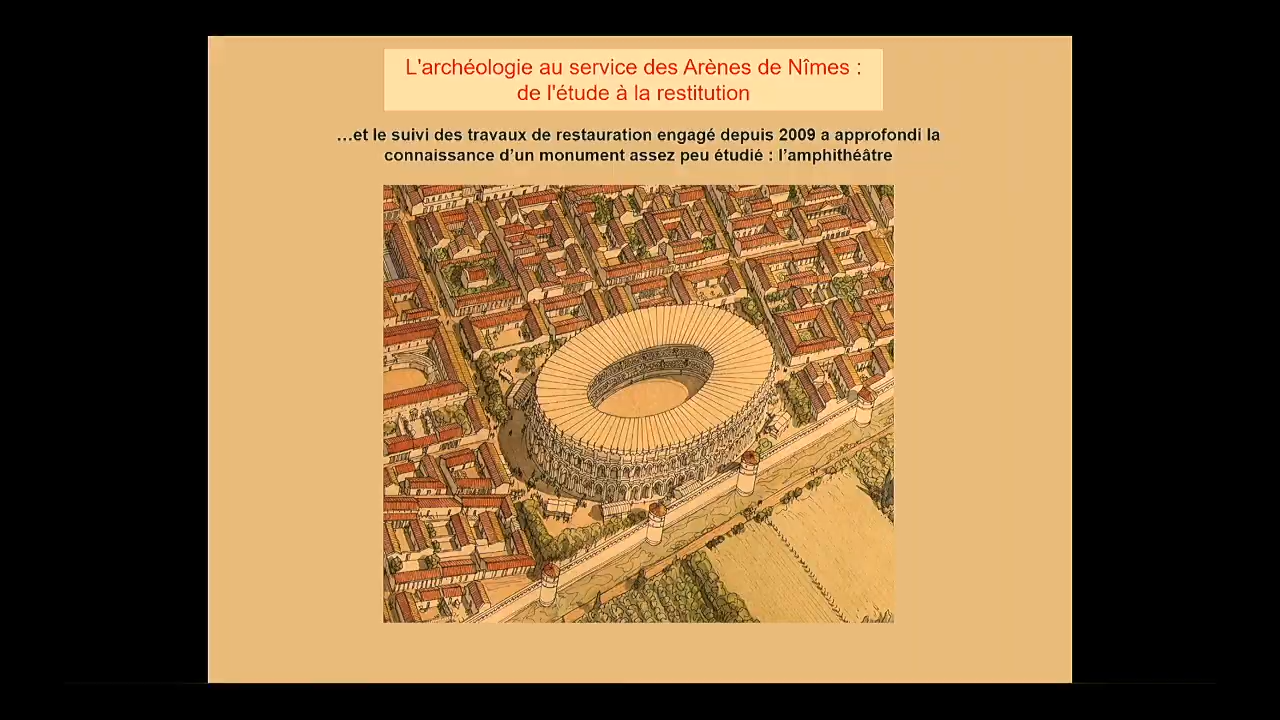 L'archéologie au service des Arènes de Nîmes :
de l'étude à la restitution
…et le suivi des travaux de restauration engagé depuis 2009 a approfondi la
connaissance d’un monument assez peu étudié : l’amphithéâtre